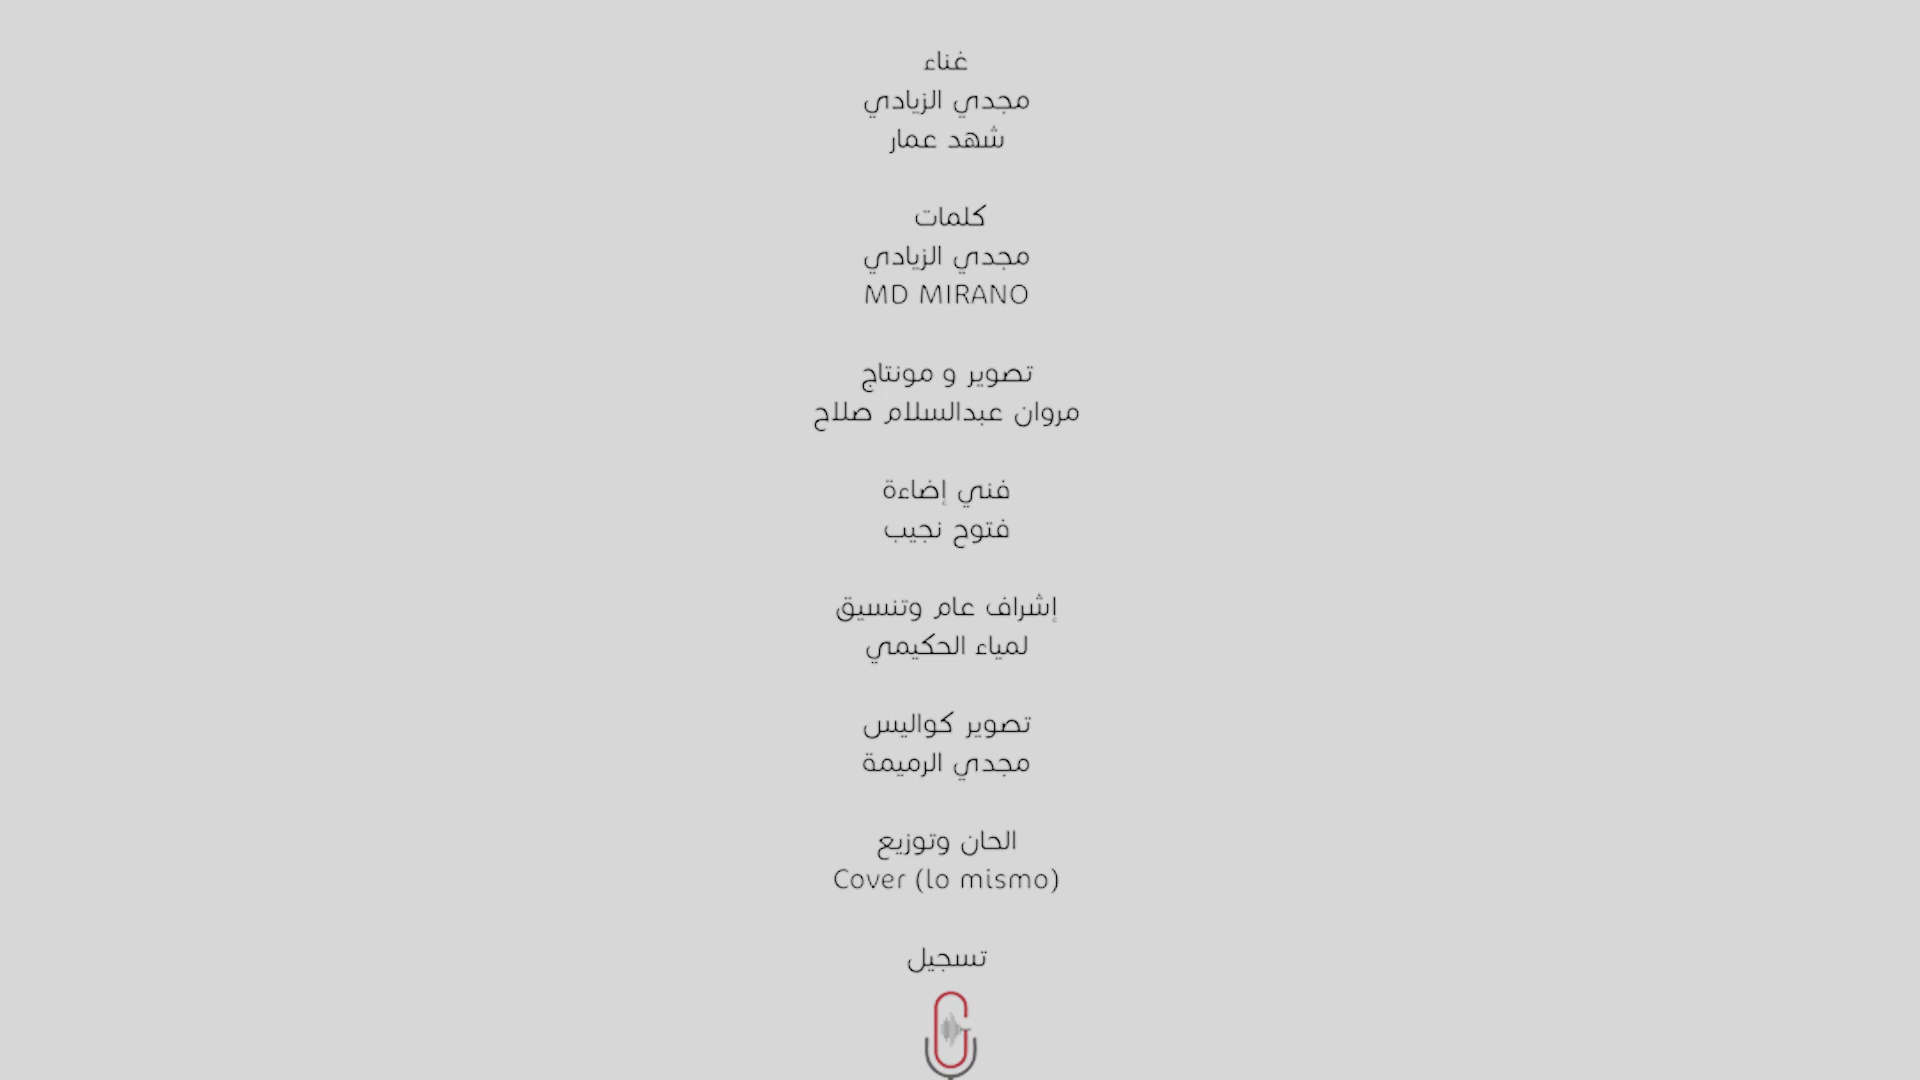 غناء
مجدي الزيادي
شهد عمار
كلمات
مجدي الزيادي
MD MIRANO
تصوير و مونتاج
مروان عبدالسلام صلاح
فني إضاءة
فتوح نجيب
إشراف عام وتنسيق
لمياء الحكيمي
تصوير كواليس
مجدي الرميمة
الحان وتوزيع
Cover (lo mismo)
تسجيل